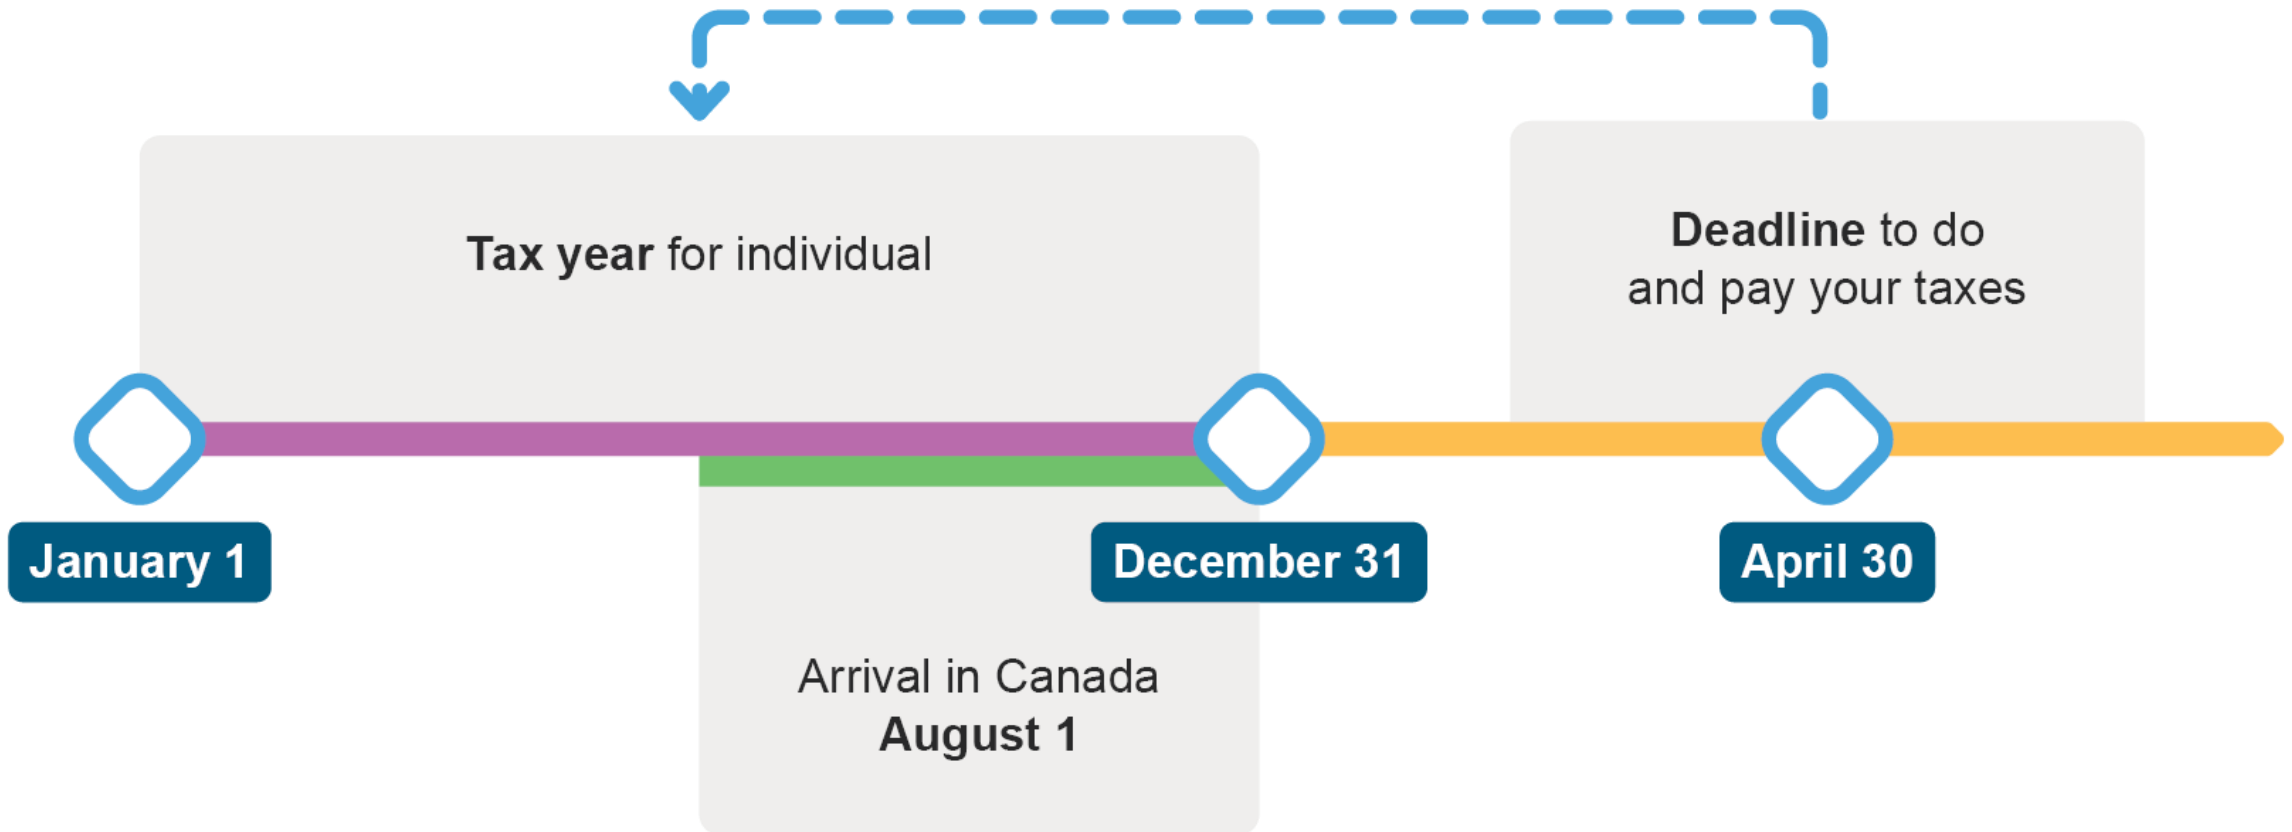 Tax year for individual
Deadline to do
and pay your taxes
January 1
December 31
April 30
Arrival in Canada
August 1